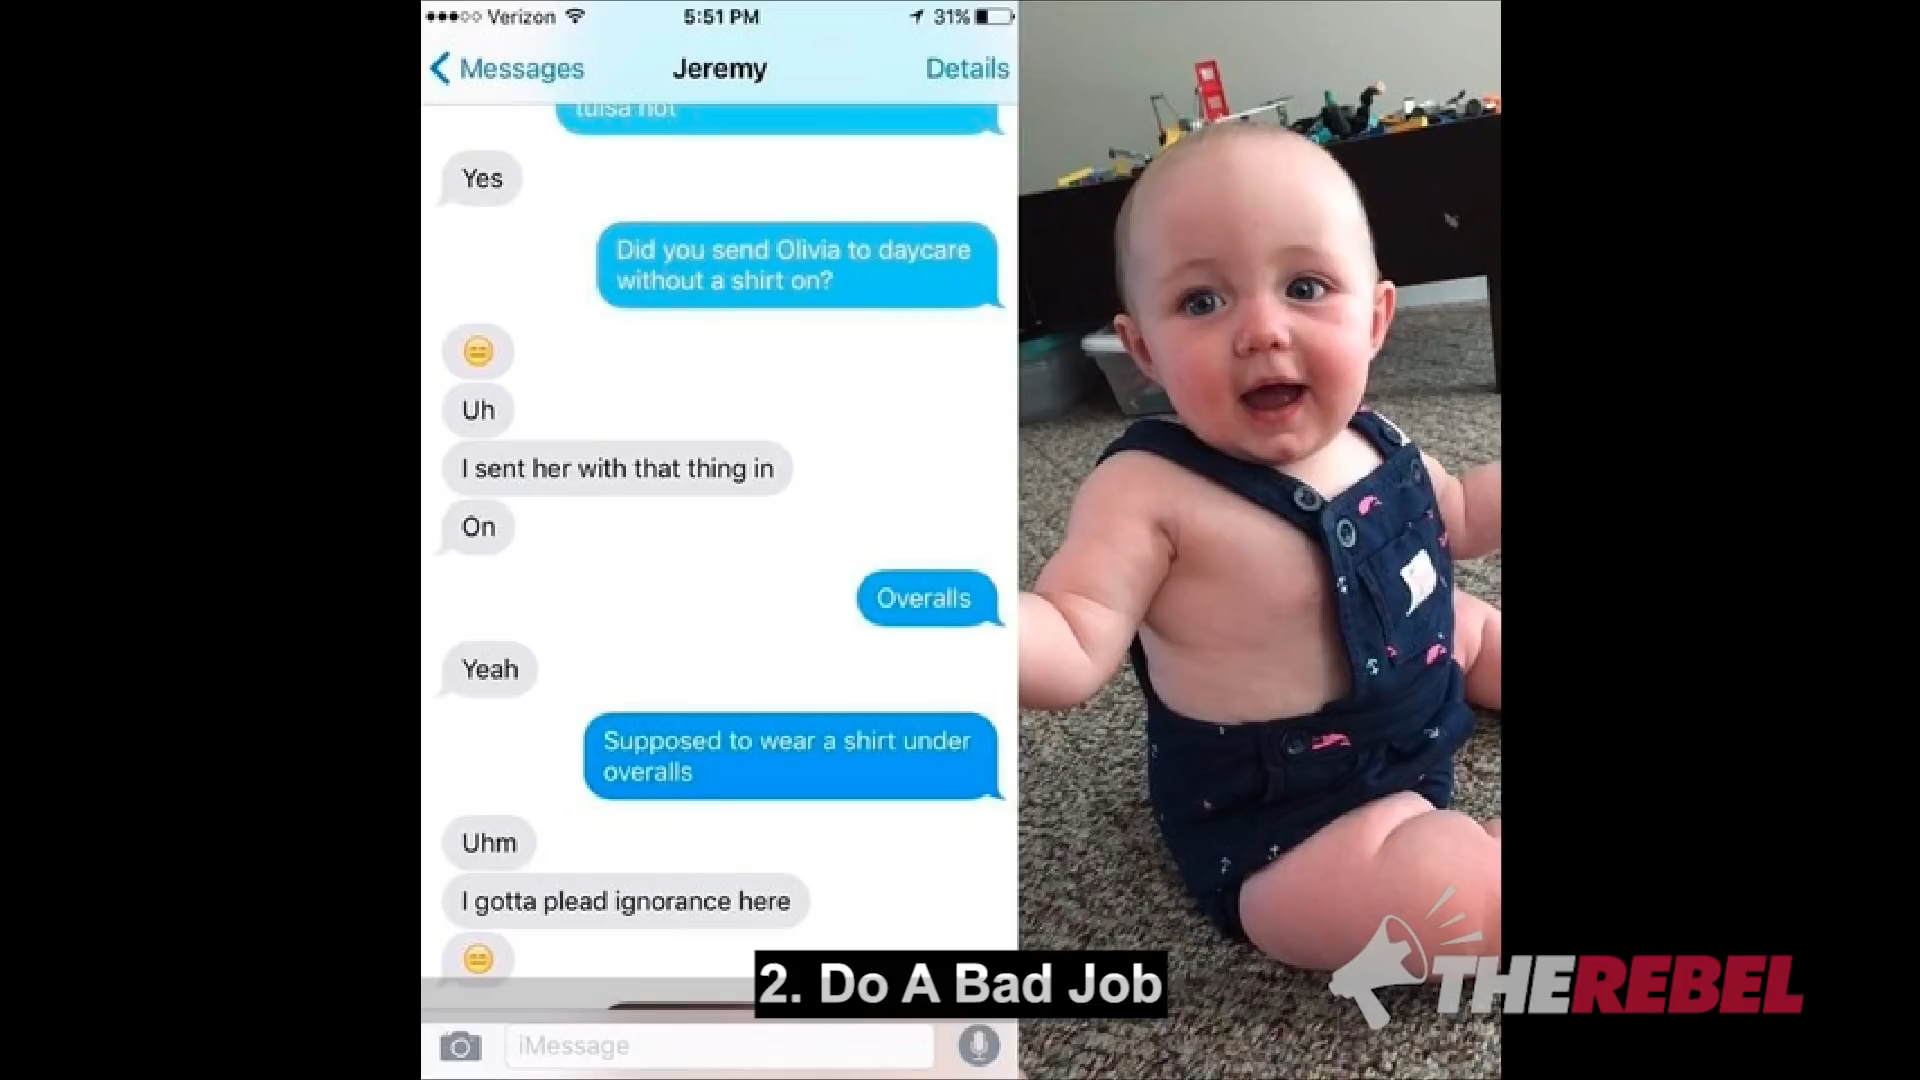 Verizon 5:51 PM 31%
Messages Jeremy Details
tulsa not
Yes
Did you send Olivia to daycare
without a shirt on?
Uh
I sent her with that thing in
On
Overalls
Yeah
Supposed to wear a shirt under
overalls
Uhm
I gotta plead ignorance here
2. Do A Bad Job
THEREBEL
iMessage